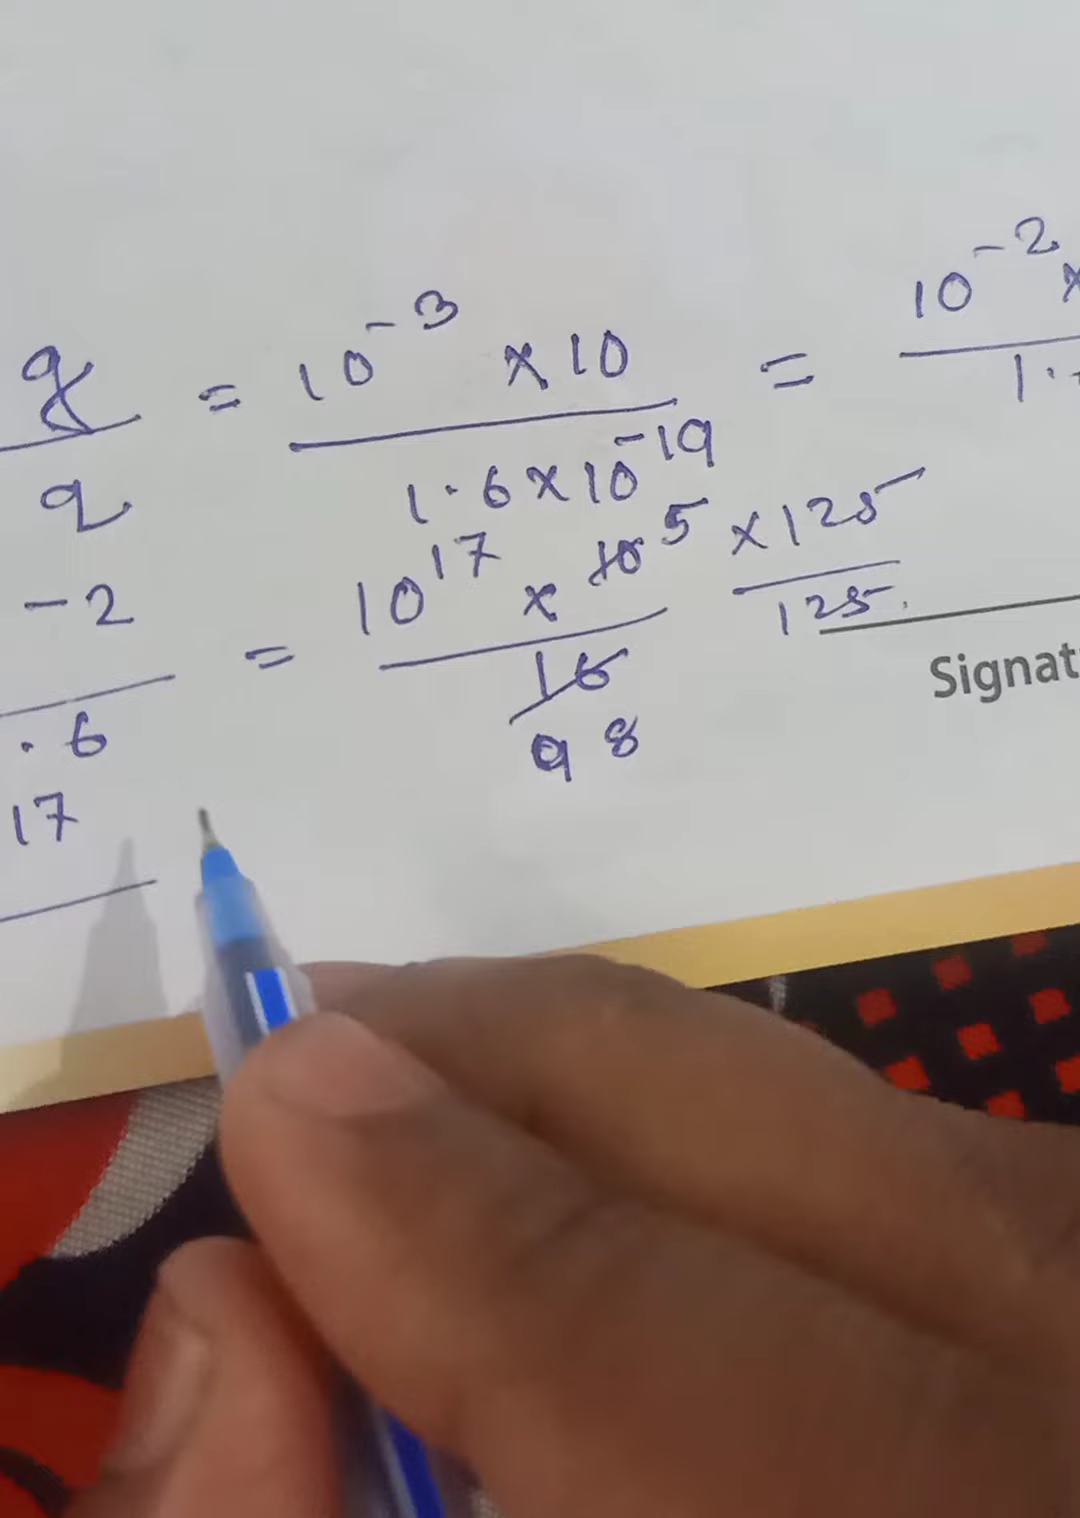 q/q = 10^-3 × 10 / 1.6 × 10^-19 = 10^-2 × / 1.
-2 / .6 = 10^17 × 10 5 / 16 98 × 125 / 125
17
Signat